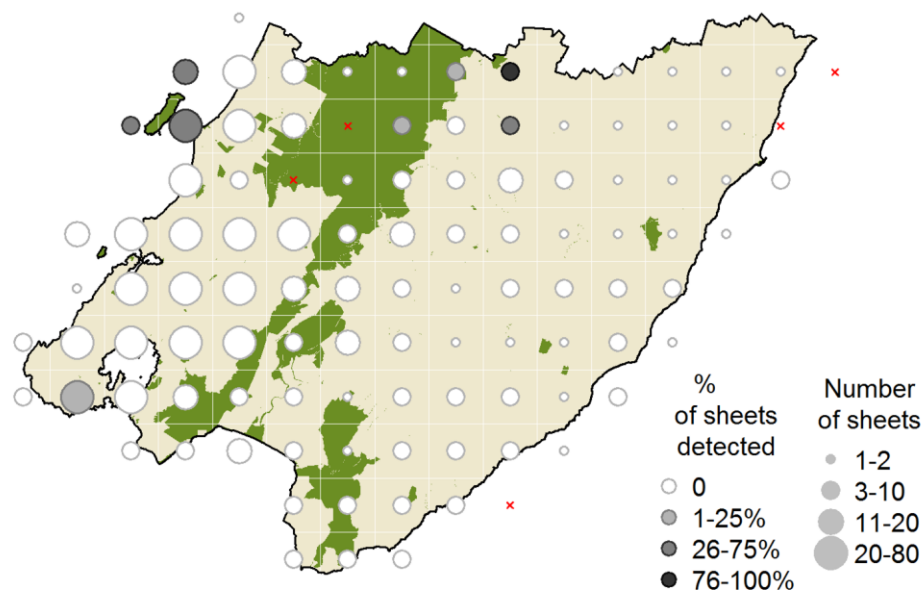 %
of sheets
detected
0
1-25%
26-75%
76-100%
Number
of sheets
1-2
3-10
11-20
20-80